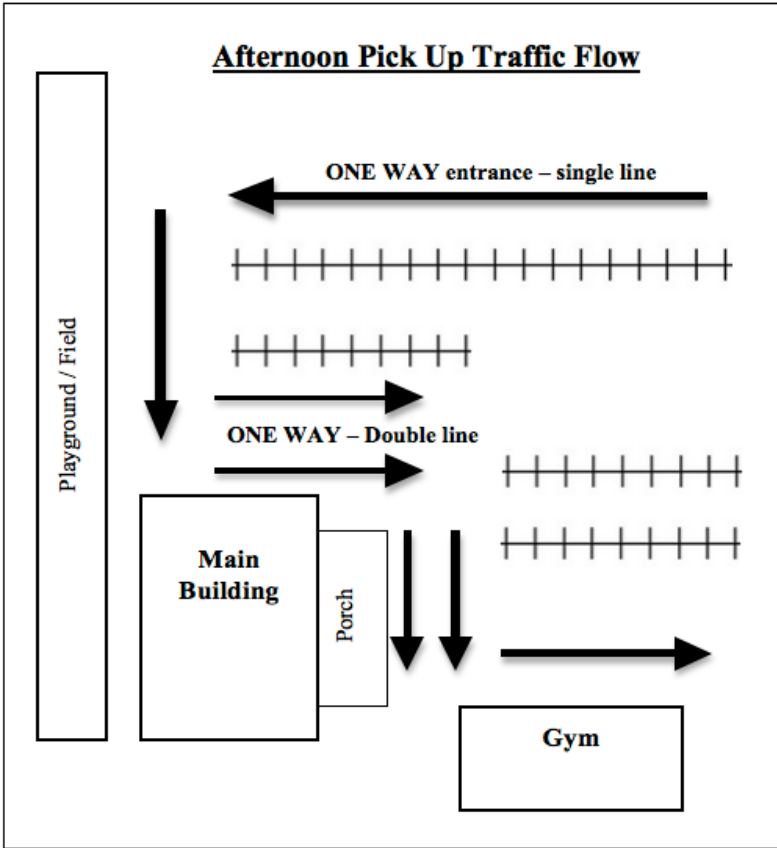 Afternoon Pick Up Traffic Flow
ONE WAY entrance – single line
Playground / Field
ONE WAY – Double line
Main
Building
Porch
Gym